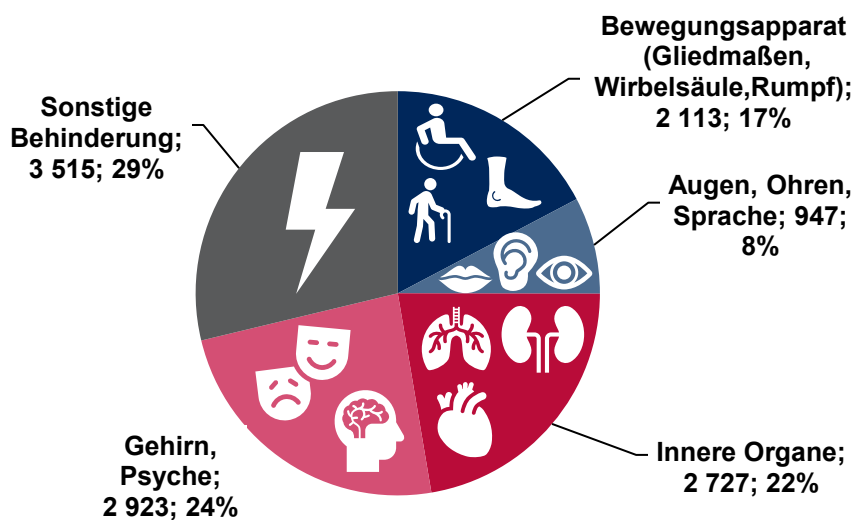 Bewegungsapparat
(Gliedmaßen,
Wirbelsäule,Rumpf);
2 113; 17%
Sonstige
Behinderung;
3 515; 29%
Augen, Ohren,
Sprache; 947;
8%
Gehirn,
Psyche;
2 923; 24%
Innere Organe;
2 727; 22%